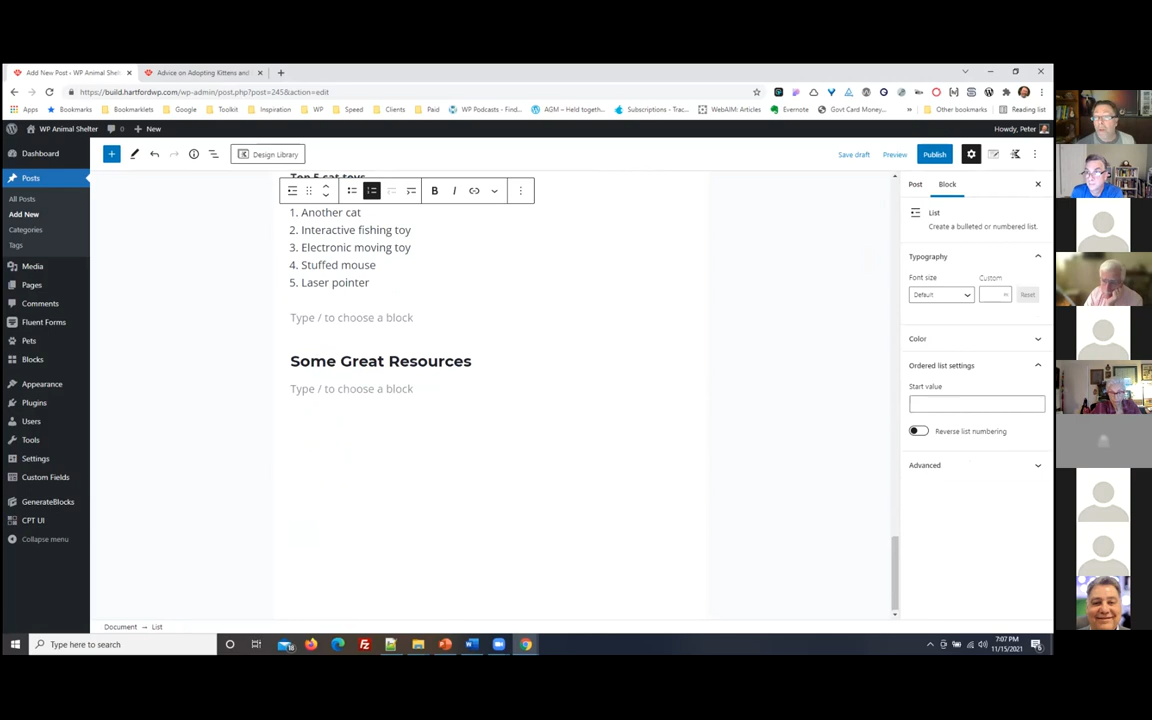 Add New Post ‹ WP Animal Shelt
Advice on Adopting Kittens and
https://build.hartfordwp.com/wp-admin/post.php?post=245&action=edit
Apps
Bookmarks
Bookmarklets
Google
Toolkit
Inspiration
WP
Speed
Clients
Paid
WP Podcasts - Find...
AGM – Held togeth...
Subscriptions - Trac...
WebAIM: Articles
Evernote
Govt Card Money...
»
Other bookmarks
Reading list
WP Animal Shelter
0
+ New
Howdy, Peter
Dashboard
Posts
All Posts
Add New
Categories
Tags
Media
Pages
Comments
Fluent Forms
Pets
Blocks
Appearance
Plugins
Users
Tools
Settings
Custom Fields
GenerateBlocks
CPT UI
Collapse menu
Design Library
Save draft
Preview
Publish
Top 5 cat toys
B
I
1. Another cat
2. Interactive fishing toy
3. Electronic moving toy
4. Stuffed mouse
5. Laser pointer
Type / to choose a block
Some Great Resources
Type / to choose a block
Post
Block
List
Create a bulleted or numbered list.
Typography
Font size
Custom
Default
Reset
Color
Ordered list settings
Start value
Reverse list numbering
Advanced
Document → List
Type here to search
7:07 PM
11/15/2021